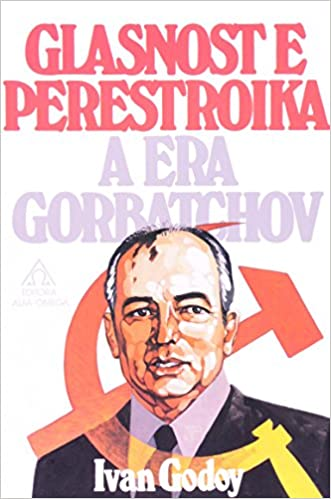 GLASNOST E
PERESTROIKA
A ERA
GORBATCHOV
EDITORA
ALFA-OMEGA
Ivan Godoy